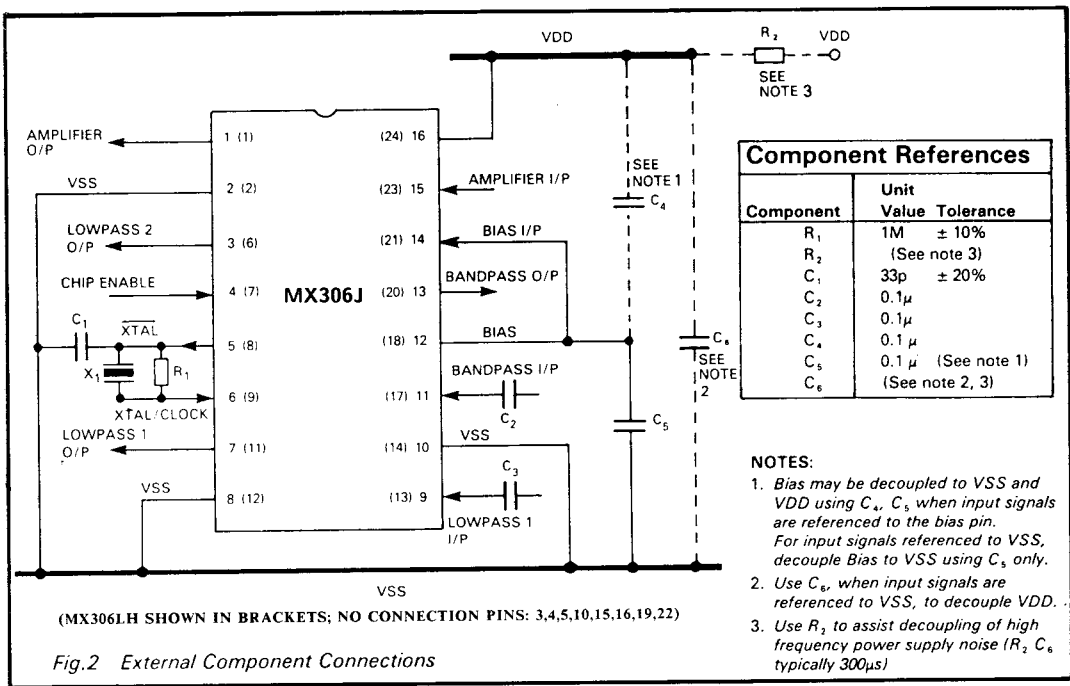 VDD
R₂
VDD
SEE
NOTE 3
AMPLIFIER
O/P
1 (1)
(24) 16
VSS
2 (2)
(23) 15
AMPLIFIER I/P
SEE
NOTE 1
C₄
LOWPASS 2
O/P
3 (6)
(21) 14
BIAS I/P
CHIP ENABLE
4 (7)
MX306J
(20) 13
BANDPASS O/P
C₁
XTAL
5 (8)
(18) 12
BIAS
C₆
SEE
NOTE
2
X₁
R₁
6 (9)
XTAL/CLOCK
(17) 11
BANDPASS I/P
C₂
C₅
LOWPASS 1
O/P
7 (11)
(14) 10
VSS
VSS
8 (12)
(13) 9
C₃
LOWPASS 1
I/P
VSS
Component References
Component Unit Value Tolerance
R₁ 1M ± 10%
R₂ (See note 3)
C₁ 33p ± 20%
C₂ 0.1μ
C₃ 0.1μ
C₄ 0.1 μ
C₅ 0.1 μ (See note 1)
C₆ (See note 2, 3)
NOTES:
1. Bias may be decoupled to VSS and
VDD using C₄, C₅ when input signals
are referenced to the bias pin.
For input signals referenced to VSS,
decouple Bias to VSS using C₅ only.
2. Use C₆, when input signals are
referenced to VSS, to decouple VDD.
3. Use R₂ to assist decoupling of high
frequency power supply noise (R₂ C₆
typically 300μs)
(MX306LH SHOWN IN BRACKETS; NO CONNECTION PINS: 3,4,5,10,15,16,19,22)
Fig.2 External Component Connections